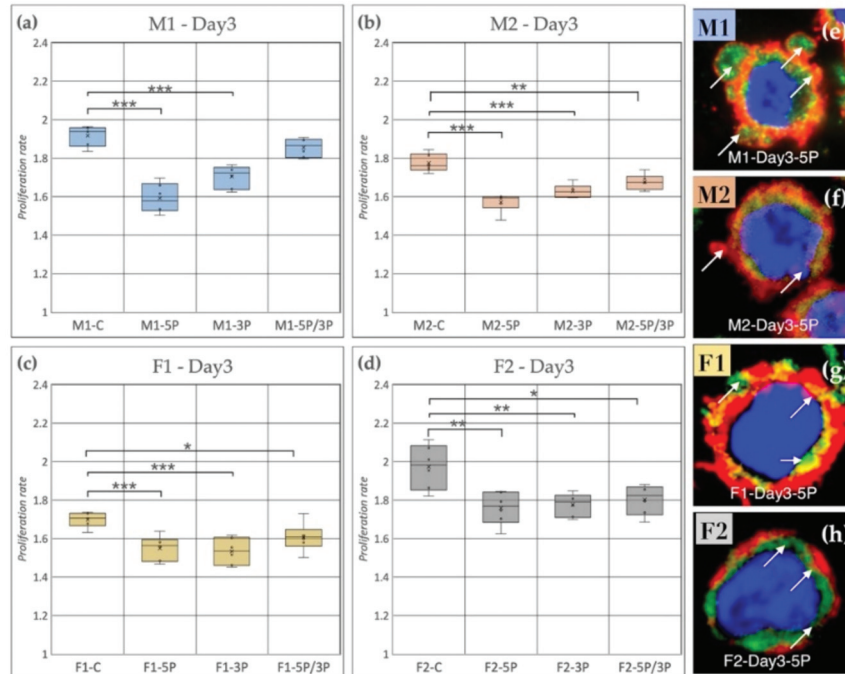 (a) M1 - Day3
Proliferation rate
2.4
2.2
2
1.8
1.6
1.4
1.2
1
***
***
M1-C M1-5P M1-3P M1-5P/3P
(b) M2 - Day3
Proliferation rate
2.4
2.2
2
1.8
1.6
1.4
1.2
1
**
***
***
M2-C M2-5P M2-3P M2-5P/3P
M1 (e)
M1-Day3-5P
M2 (f)
M2-Day3-5P
(c) F1 - Day3
Proliferation rate
2.4
2.2
2
1.8
1.6
1.4
1.2
1
*
***
***
F1-C F1-5P F1-3P F1-5P/3P
(d) F2 - Day3
Proliferation rate
2.4
2.2
2
1.8
1.6
1.4
1.2
1
*
**
**
F2-C F2-5P F2-3P F2-5P/3P
F1 (g)
F1-Day3-5P
F2 (h)
F2-Day3-5P